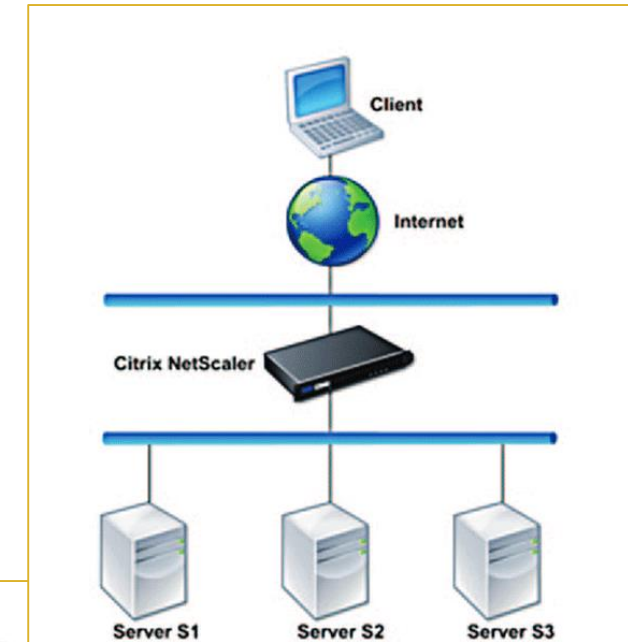 Client
Internet
Citrix NetScaler
Server S1 Server S2 Server S3